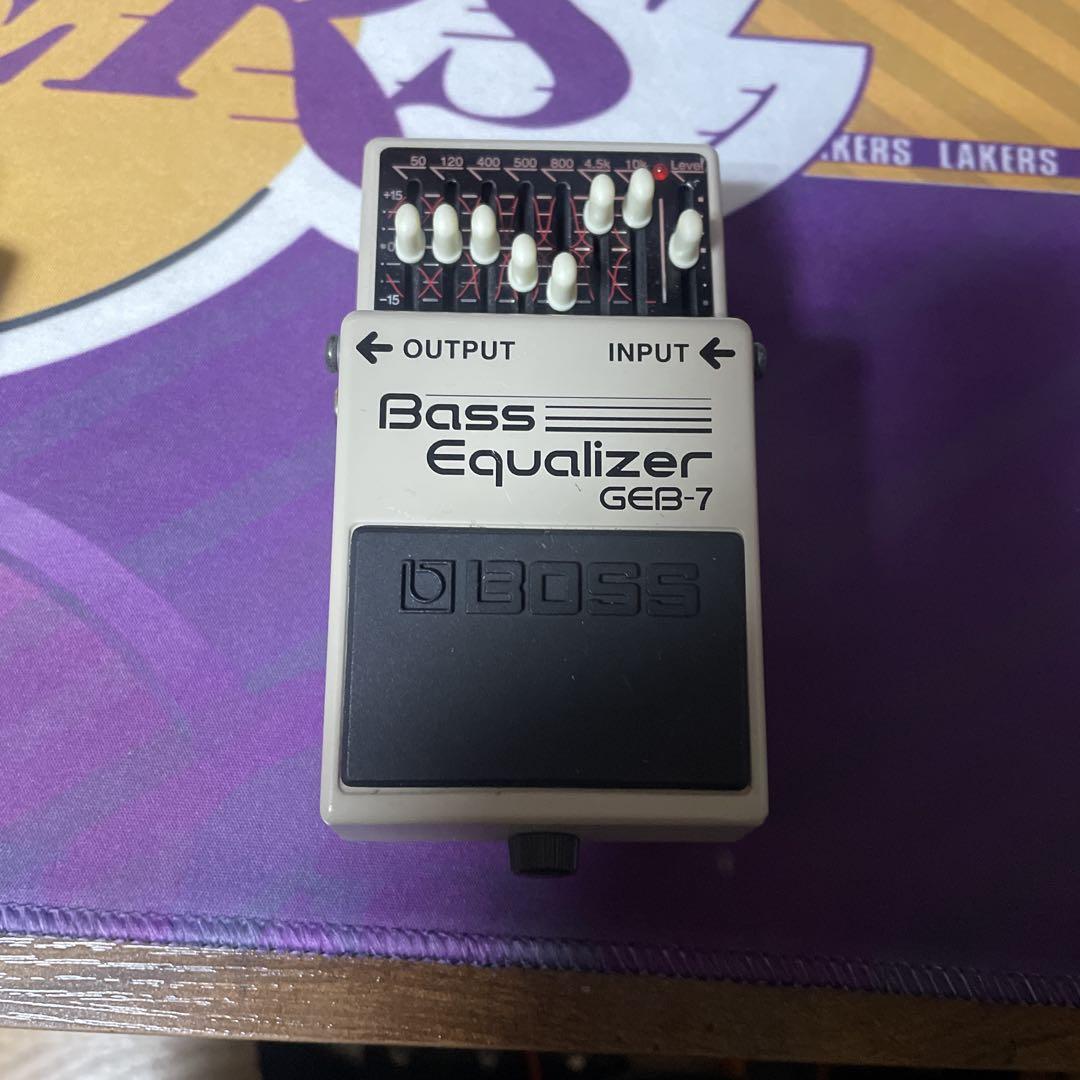 KERS LAKERS
50 120 400 500 800 4.5k 10k Level
+15
0
-15
OUTPUT INPUT
Bass
Equalizer
GEB-7
BOSS